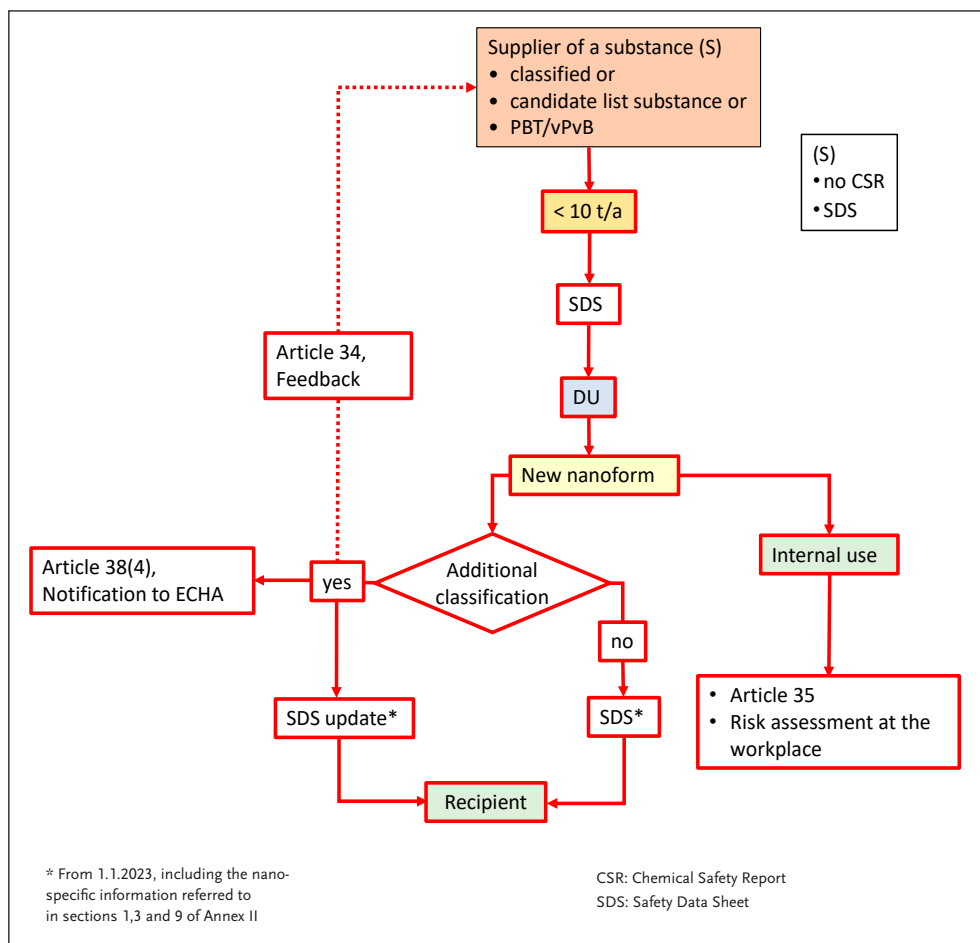 Supplier of a substance (S)
• classified or
• candidate list substance or
• PBT/vPvB
(S)
• no CSR
• SDS
< 10 t/a
SDS
Article 34,
Feedback
DU
New nanoform
Article 38(4),
Notification to ECHA
yes
Additional
classification
Internal use
no
SDS update*
SDS*
• Article 35
• Risk assessment at the
workplace
Recipient
* From 1.1.2023, including the nano-
specific information referred to
in sections 1,3 and 9 of Annex II
CSR: Chemical Safety Report
SDS: Safety Data Sheet